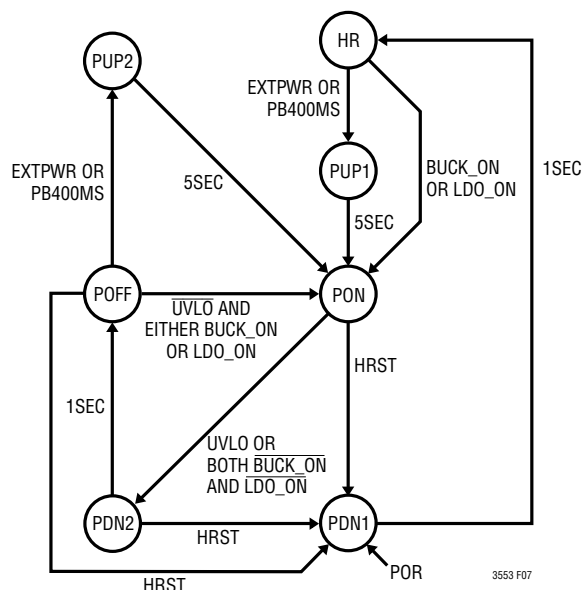 PUP2
HR
EXTPWR OR
PB400MS
EXTPWR OR
PB400MS
5SEC
PUP1
BUCK_ON
OR LDO_ON
1SEC
5SEC
POFF
PON
UVLO AND
EITHER BUCK_ON
OR LDO_ON
HRST
1SEC
UVLO OR
BOTH BUCK_ON
AND LDO_ON
PDN2
HRST
PDN1
POR
HRST
3553 F07